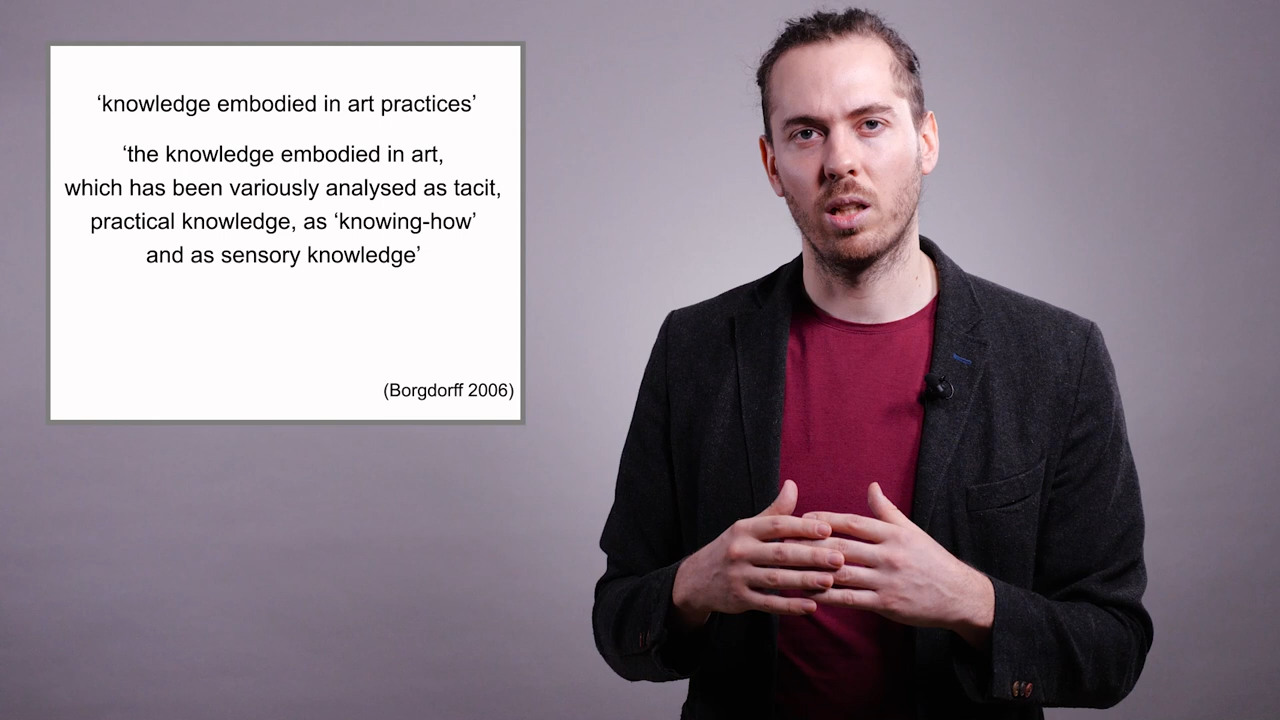 ‘knowledge embodied in art practices’
‘the knowledge embodied in art,
which has been variously analysed as tacit,
practical knowledge, as ‘knowing-how’
and as sensory knowledge’
(Borgdorff 2006)